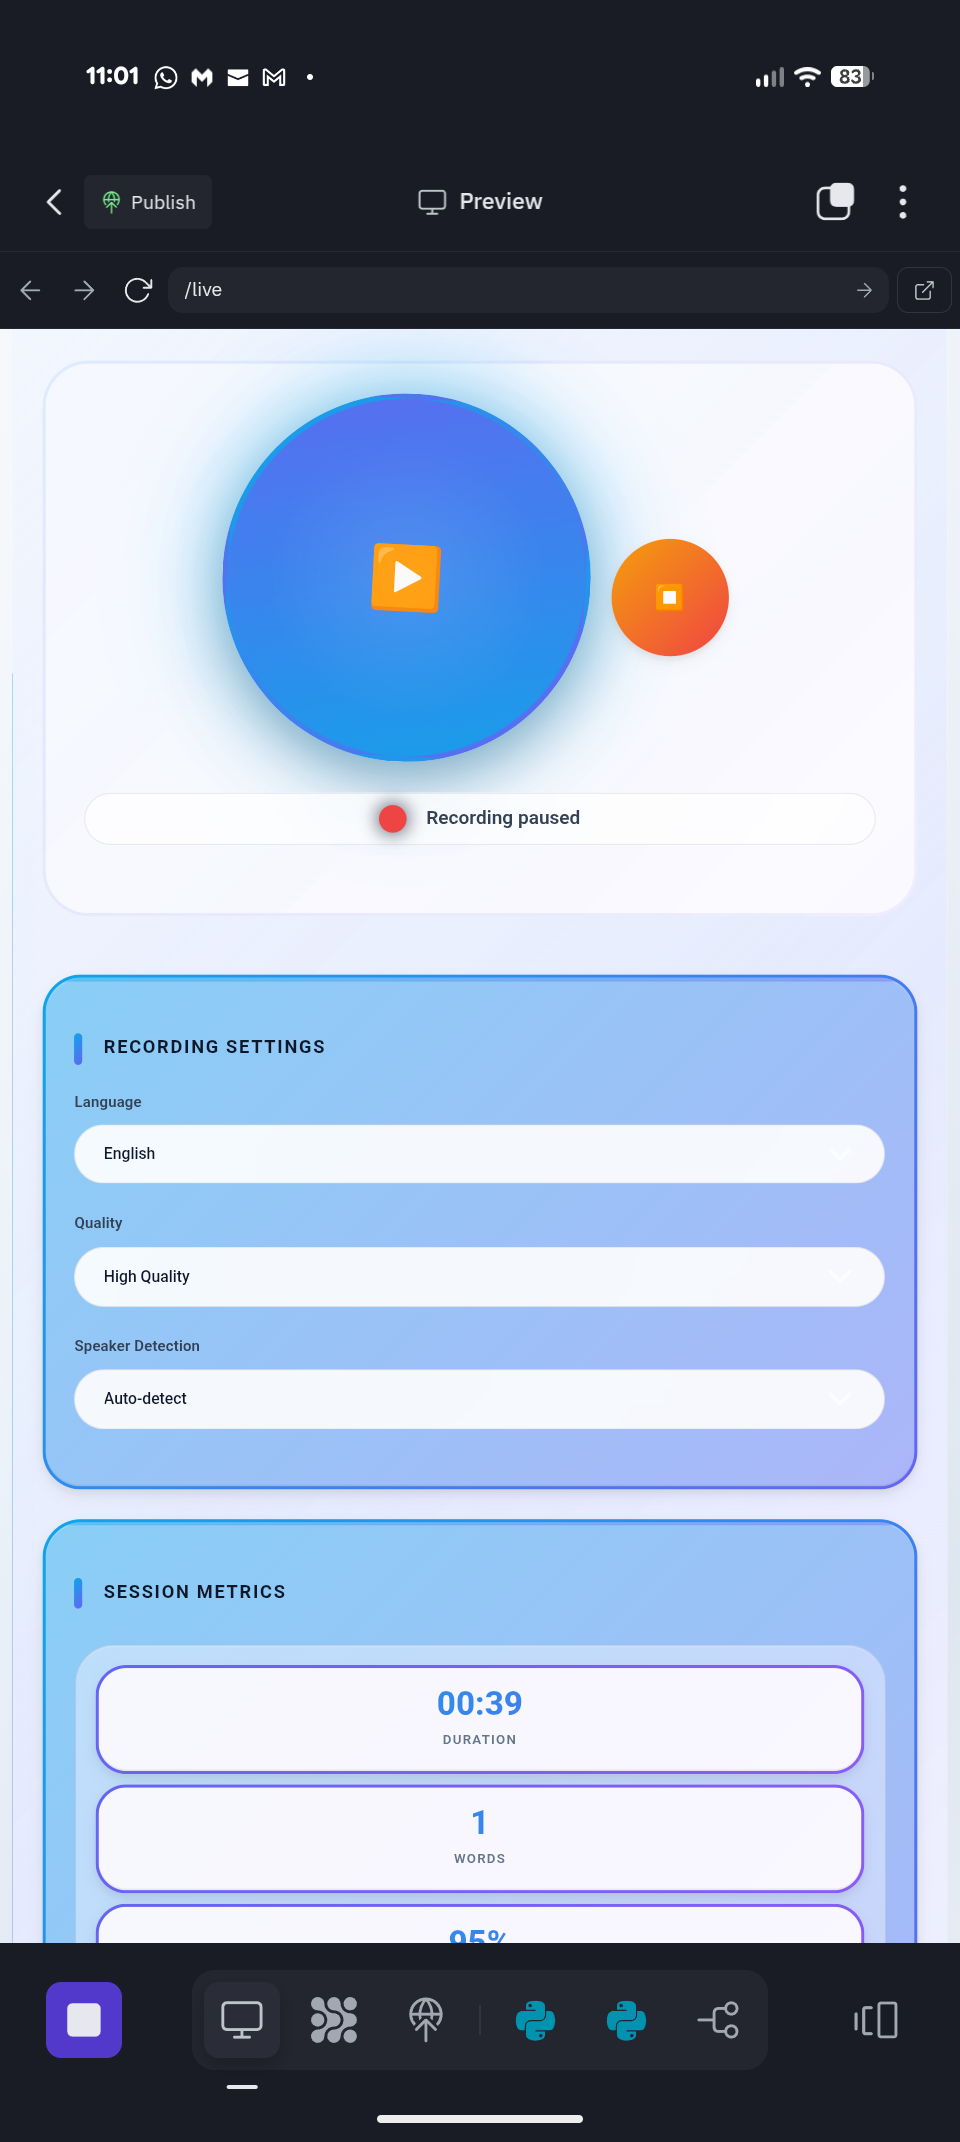 11:01
83
Publish
Preview
/live
Recording paused
RECORDING SETTINGS
Language
English
Quality
High Quality
Speaker Detection
Auto-detect
SESSION METRICS
00:39
DURATION
1
WORDS
95%